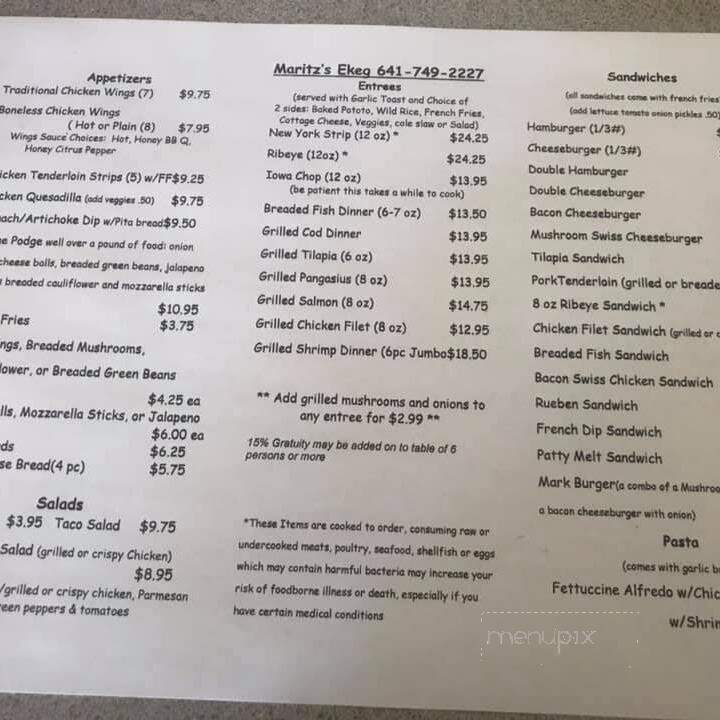 Appetizers
Traditional Chicken Wings (7) $9.75
Boneless Chicken Wings
( Hot or Plain (8) $7.95
Wings Sauce Choices: Hot, Honey BB Q,
Honey Citrus Pepper
icken Tenderloin Strips (5) w/FF$9.25
cken Quesadilla (add veggies .50) $9.75
ach/Artichoke Dip w/Pita bread$9.50
e Podge well over a pound of food: onion
cheese balls, breaded green beans, jalapeno
breaded cauliflower and mozzarella sticks
$10.95
Fries $3.75
ngs, Breaded Mushrooms,
lower, or Breaded Green Beans
$4.25 ea
lls, Mozzarella Sticks, or Jalapeno
$6.00 ea
ds $6.25
se Bread(4 pc) $5.75
Salads
$3.95 Taco Salad $9.75
Salad (grilled or crispy Chicken)
$8.95
/grilled or crispy chicken, Parmesan
een peppers & tomatoes
Maritz's Ekeg 641-749-2227
Entrees
(served with Garlic Toast and Choice of
2 sides: Baked Potato, Wild Rice, French Fries,
Cottage Cheese, Veggies, cole slaw or Salad)
New York Strip (12 oz) * $24.25
Ribeye (12oz) * $24.25
Iowa Chop (12 oz) $13.95
(be patient this takes a while to cook)
Breaded Fish Dinner (6-7 oz) $13.50
Grilled Cod Dinner $13.95
Grilled Tilapia (6 oz) $13.95
Grilled Pangasius (8 oz) $13.95
Grilled Salmon (8 oz) $14.75
Grilled Chicken Filet (8 oz) $12.95
Grilled Shrimp Dinner (6pc Jumbo$18.50
** Add grilled mushrooms and onions to
any entree for $2.99 **
15% Gratuity may be added on to table of 6
persons or more
*These Items are cooked to order, consuming raw or
undercooked meats, poultry, seafood, shellfish or eggs
which may contain harmful bacteria may increase your
risk of foodborne illness or death, especially if you
have certain medical conditions
Sandwiches
(all sandwiches come with french fries
(add lettuce tomato onion pickles .50)
Hamburger (1/3#) $
Cheeseburger (1/3#)
Double Hamburger
Double Cheeseburger
Bacon Cheeseburger
Mushroom Swiss Cheeseburger
Tilapia Sandwich
PorkTenderloin (grilled or breade
8 oz Ribeye Sandwich *
Chicken Filet Sandwich (grilled or c
Breaded Fish Sandwich
Bacon Swiss Chicken Sandwich
Rueben Sandwich
French Dip Sandwich
Patty Melt Sandwich
Mark Burger(a combo of a Mushroo
a bacon cheeseburger with onion)
Pasta
(comes with garlic b
Fettuccine Alfredo w/Chic
w/Shrim
menupix